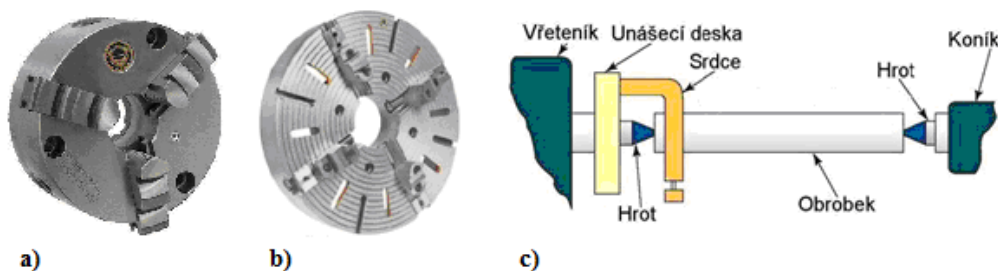 Vřeteník
Unášecí deska
Srdce
Koník
Hrot
Hrot
Obrobek
a)
b)
c)